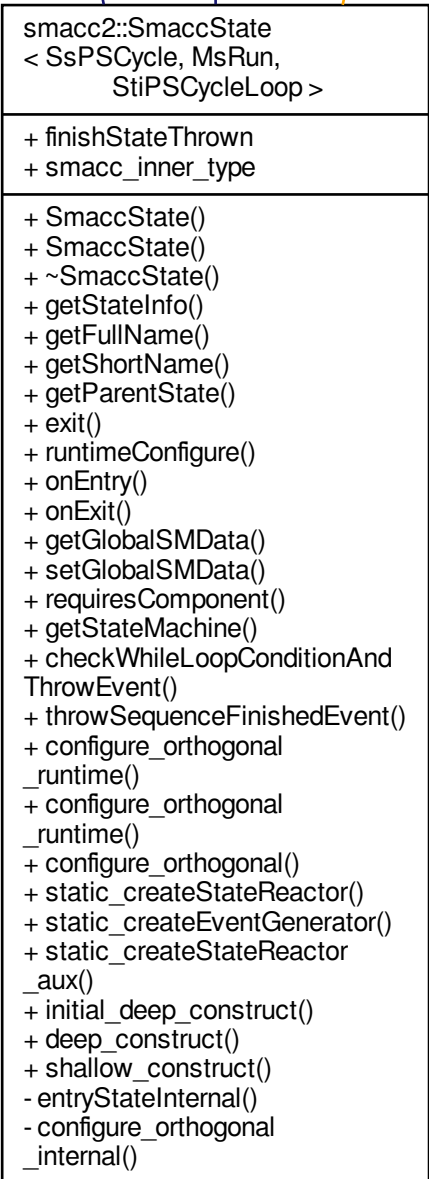 smacc2::SmaccState
< SsPSCycle, MsRun,
StiPSCycleLoop >
+ finishStateThrown
+ smacc_inner_type
+ SmaccState()
+ SmaccState()
+ ~SmaccState()
+ getStateInfo()
+ getFullName()
+ getShortName()
+ getParentState()
+ exit()
+ runtimeConfigure()
+ onEntry()
+ onExit()
+ getGlobalSMData()
+ setGlobalSMData()
+ requiresComponent()
+ getStateMachine()
+ checkWhileLoopConditionAnd
ThrowEvent()
+ throwSequenceFinishedEvent()
+ configure_orthogonal
_runtime()
+ configure_orthogonal
_runtime()
+ configure_orthogonal()
+ static_createStateReactor()
+ static_createEventGenerator()
+ static_createStateReactor
_aux()
+ initial_deep_construct()
+ deep_construct()
+ shallow_construct()
- entryStateInternal()
- configure_orthogonal
_internal()